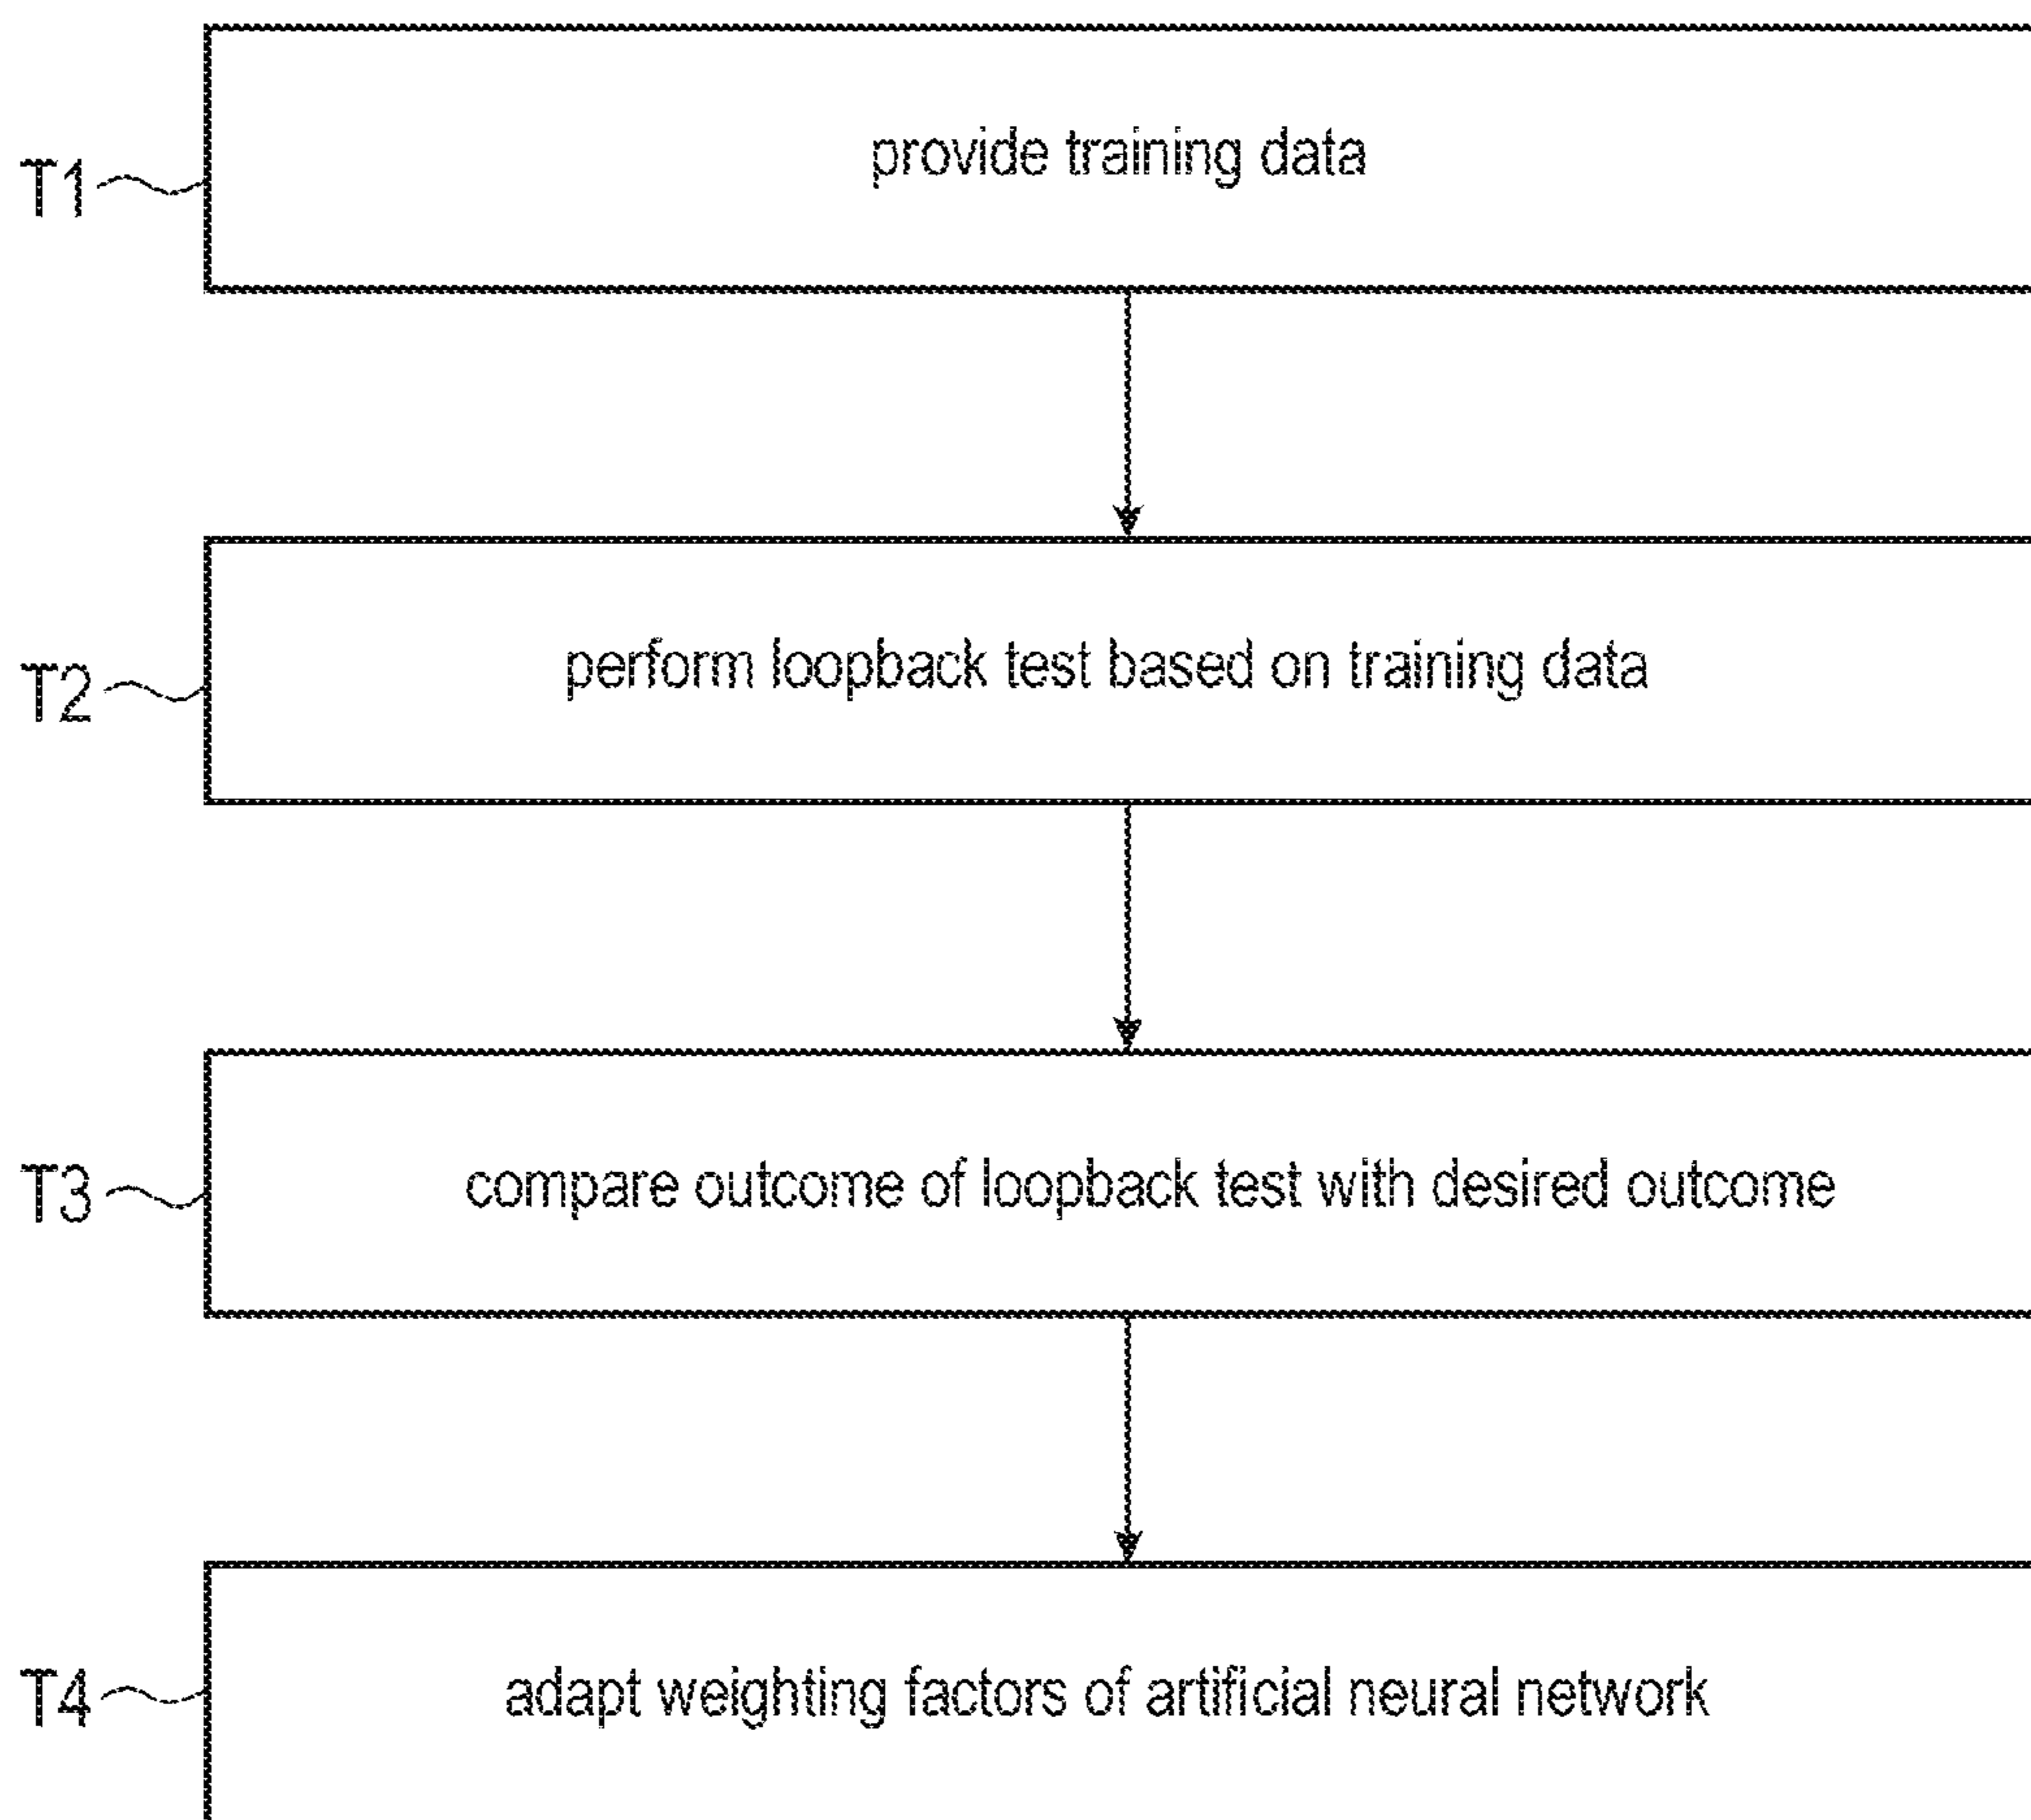 T1
provide training data
T2
perform loopback test based on training data
T3
compare outcome of loopback test with desired outcome
T4
adapt weighting factors of artificial neural network